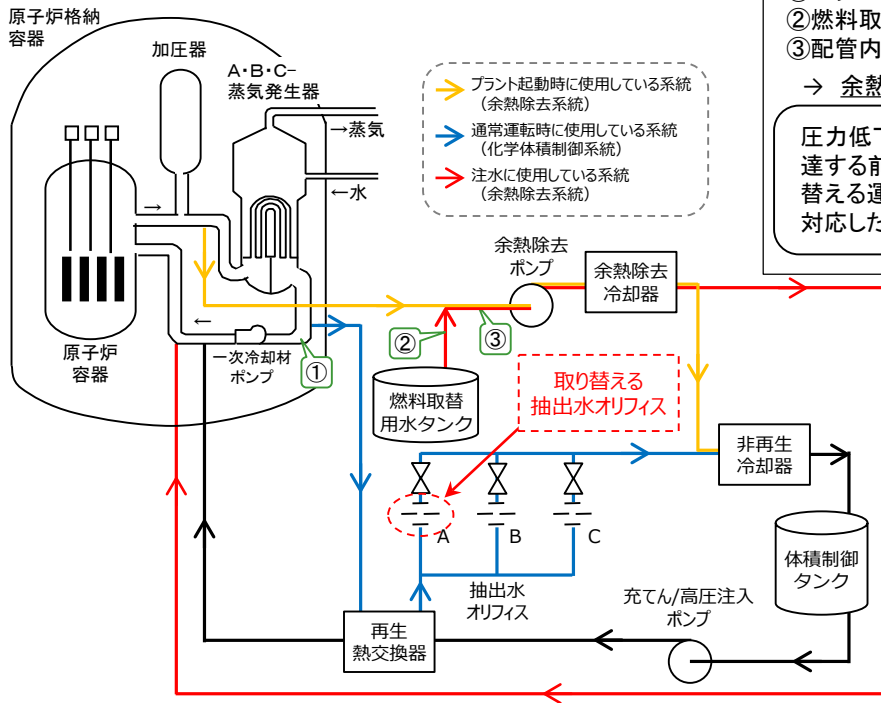 原子炉格納
容器
加圧器
A・B・C-
蒸気発生器
→蒸気
←水
→
←
原子炉
容器
一次冷却材
ポンプ
①
プラント起動時に使用している系統
（余熱除去系統）
通常運転時に使用している系統
（化学体積制御系統）
注水に使用している系統
（余熱除去系統）
②燃料取
③配管内
→ 余熱
圧力低下
達する前
替える運
対応した
余熱除去
ポンプ
余熱除去
冷却器
②
③
燃料取替
用水タンク
取り替える
抽出水オリフィス
非再生
冷却器
A
B
C
抽出水
オリフィス
体積制御
タンク
充てん/高圧注入
ポンプ
再生
熱交換器